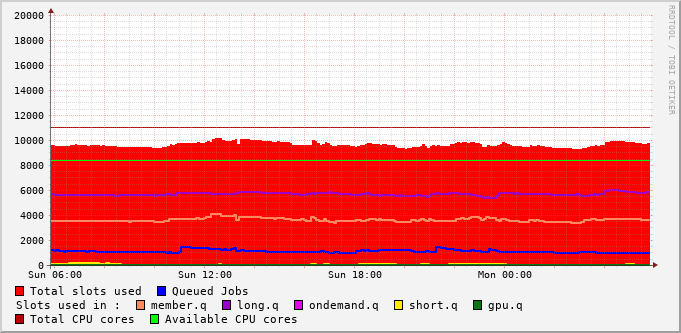 20000
18000
16000
14000
12000
10000
8000
6000
4000
2000
0
Sun 06:00 Sun 12:00 Sun 18:00 Mon 00:00
Total slots used Queued Jobs
Slots used in : member.q long.q ondemand.q short.q gpu.q
Total CPU cores Available CPU cores
RRDTOOL / TOBI OETIKER